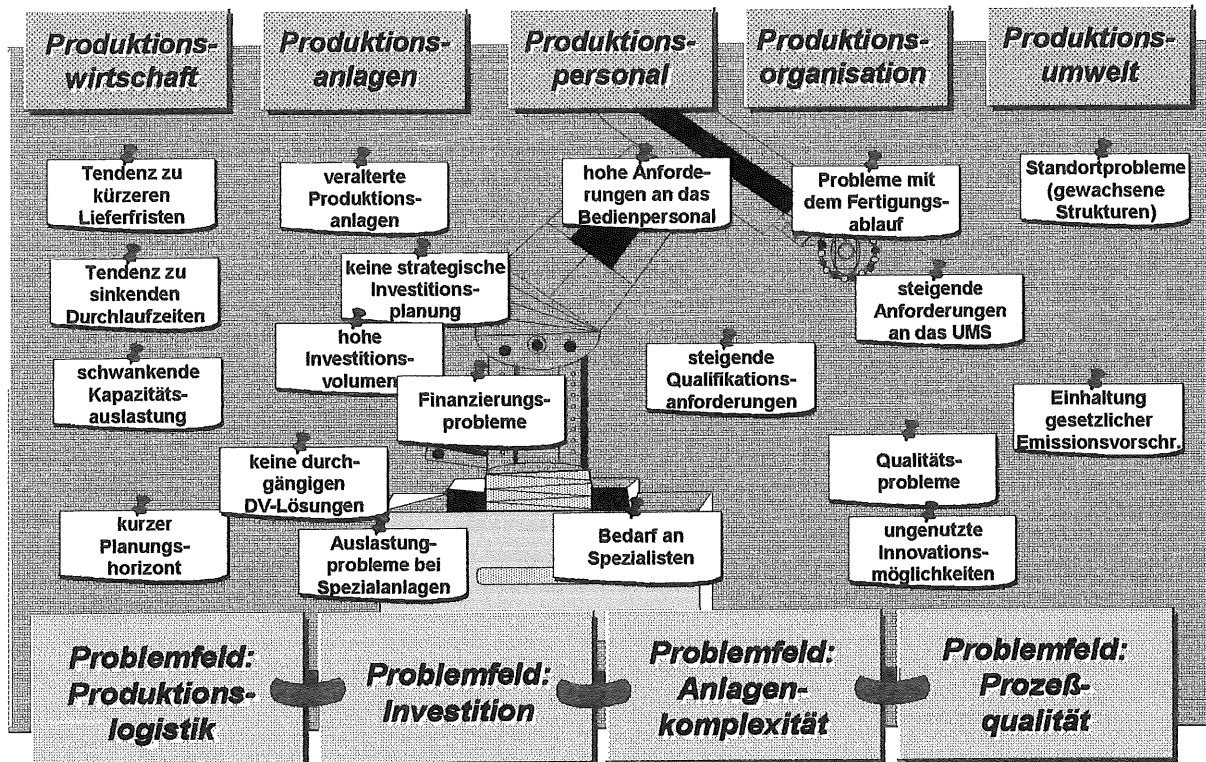 Produktions-
wirtschaft
Produktions-
anlagen
Produktions-
personal
Produktions-
organisation
Produktions-
umwelt
Tendenz zu
kürzeren
Lieferfristen
Tendenz zu
sinkenden
Durchlaufzeiten
schwankende
Kapazitäts-
auslastung
kurzer
Planungs-
horizont
veralterte
Produktions-
anlagen
keine strategische
Investitions-
planung
hohe
Investitions-
volumen
Finanzierungs-
probleme
keine durch-
gängigen
DV-Lösungen
Auslastung-
probleme bei
Spezialanlagen
hohe Anforde-
rungen an das
Bedienpersonal
steigende
Qualifikations-
anforderungen
Bedarf an
Spezialisten
Probleme mit
dem Fertigungs-
ablauf
steigende
Anforderungen
an das UMS
Qualitäts-
probleme
ungenutzte
Innovations-
möglichkeiten
Standortprobleme
(gewachsene
Strukturen)
Einhaltung
gesetzlicher
Emissionsvorschr.
Problemfeld:
Produktions-
logistik
Problemfeld:
Investition
Problemfeld:
Anlagen-
komplexität
Problemfeld:
Prozeß-
qualität